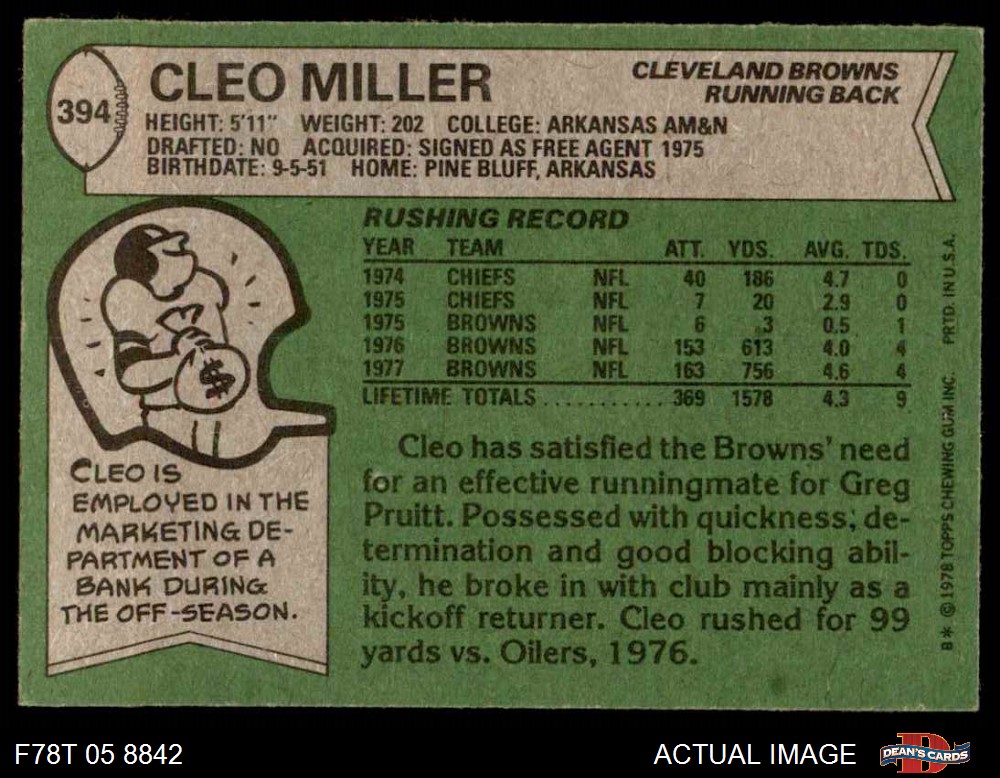 394
CLEO MILLER
CLEVELAND BROWNS
RUNNING BACK
HEIGHT: 5'11" WEIGHT: 202 COLLEGE: ARKANSAS AM&N
DRAFTED: NO ACQUIRED: SIGNED AS FREE AGENT 1975
BIRTHDATE: 9-5-51 HOME: PINE BLUFF, ARKANSAS
RUSHING RECORD
YEAR TEAM ATT. YDS. AVG. TDS.
1974 CHIEFS NFL 40 186 4.7 0
1975 CHIEFS NFL 7 20 2.9 0
1975 BROWNS NFL 6 3 0.5 1
1976 BROWNS NFL 153 613 4.0 4
1977 BROWNS NFL 163 756 4.6 4
LIFETIME TOTALS............ 369 1578 4.3 9
$
CLEO IS
EMPLOYED IN THE
MARKETING DE-
PARTMENT OF A
BANK DURING
THE OFF-SEASON.
Cleo has satisfied the Browns' need
for an effective runningmate for Greg
Pruitt. Possessed with quickness, de-
termination and good blocking abil-
ity, he broke in with club mainly as a
kickoff returner. Cleo rushed for 99
yards vs. Oilers, 1976.
B* © 1978 TOPPS CHEWING GUM INC. PRTD. IN U.S.A.
F78T 05 8842
ACTUAL IMAGE
D
DEAN'S CARDS